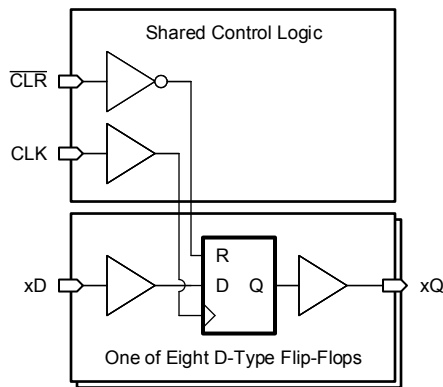 Shared Control Logic
CLR
CLK
R
xD
D Q
xQ
One of Eight D-Type Flip-Flops